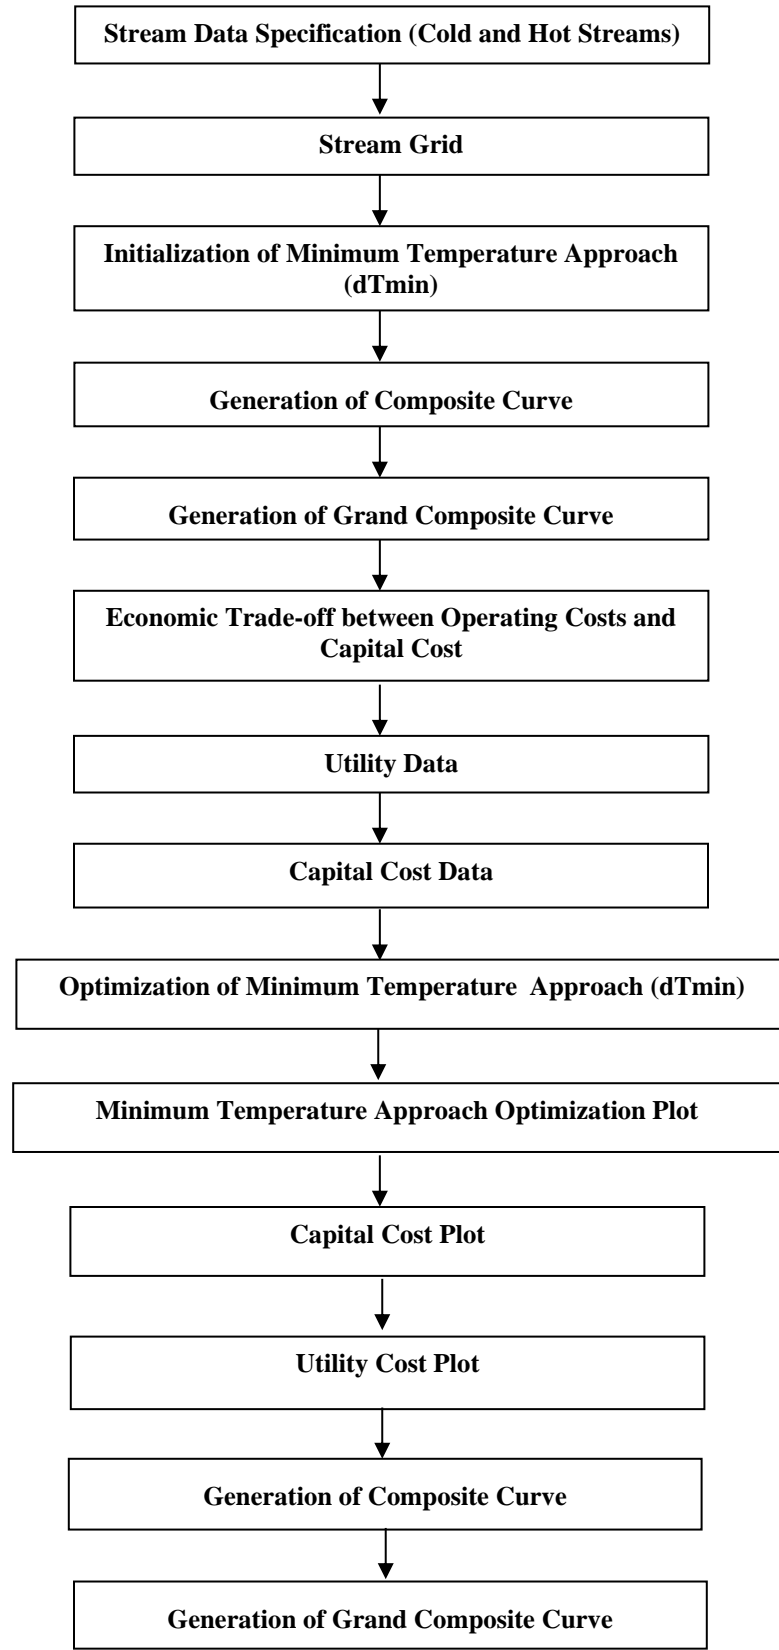 Stream Data Specification (Cold and Hot Streams)
Stream Grid
Initialization of Minimum Temperature Approach
(dTmin)
Generation of Composite Curve
Generation of Grand Composite Curve
Economic Trade-off between Operating Costs and
Capital Cost
Utility Data
Capital Cost Data
Optimization of Minimum Temperature  Approach (dTmin)
Minimum Temperature Approach Optimization Plot
Capital Cost Plot
Utility Cost Plot
Generation of Composite Curve
Generation of Grand Composite Curve